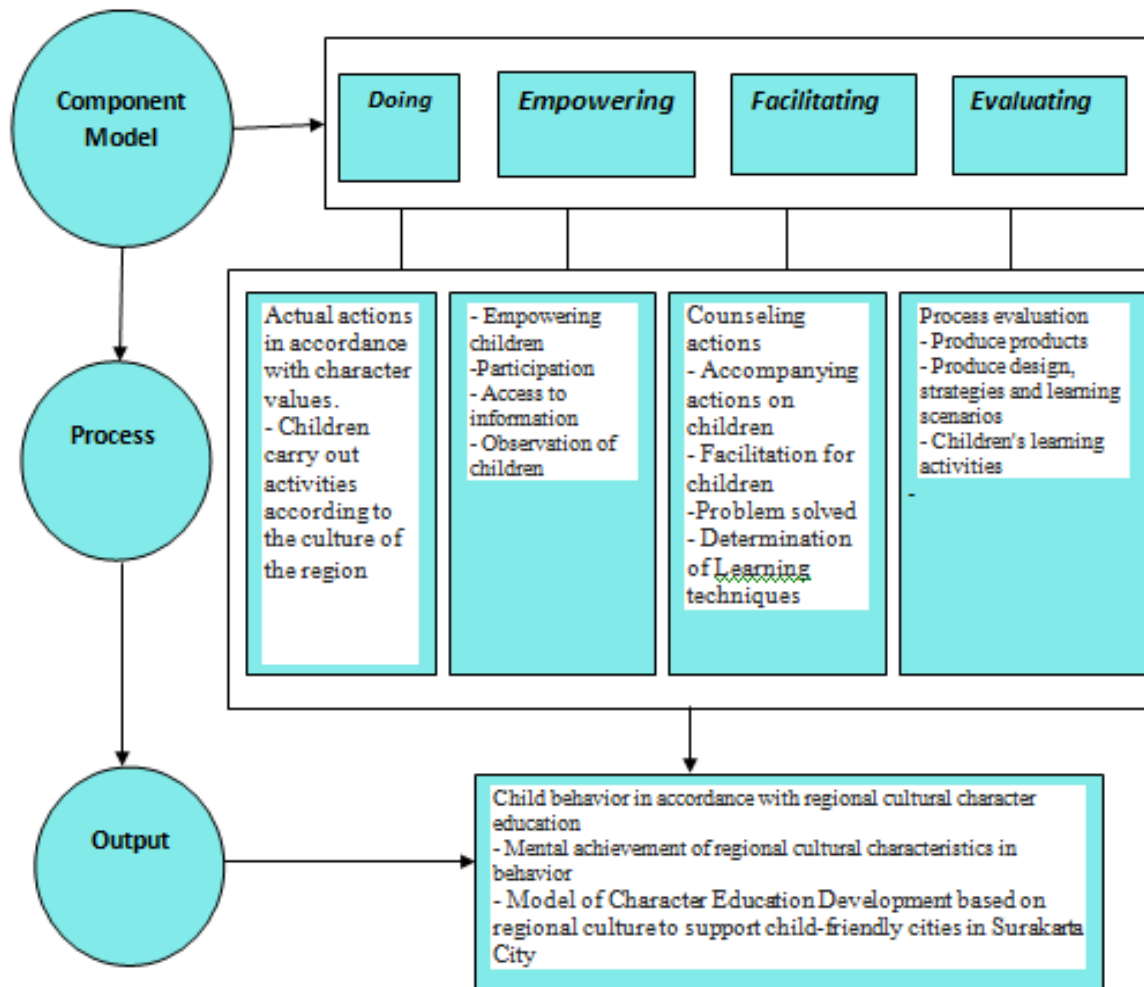 Component
Model
Doing
Empowering
Facilitating
Evaluating
Process
Actual actions
in accordance
with character
values.
- Children
carry out
activities
according to
the culture of
the region
- Empowering
children
-Participation
- Access to
information
- Observation of
children
Counseling
actions
- Accompanying
actions on
children
- Facilitation for
children
-Problem solved
- Determination
of Learning
techniques
Process evaluation
- Produce products
- Produce design,
strategies and learning
scenarios
- Children's learning
activities
-
Output
Child behavior in accordance with regional cultural character
education
- Mental achievement of regional cultural characteristics in
behavior
- Model of Character Education Development based on
regional culture to support child-friendly cities in Surakarta
City